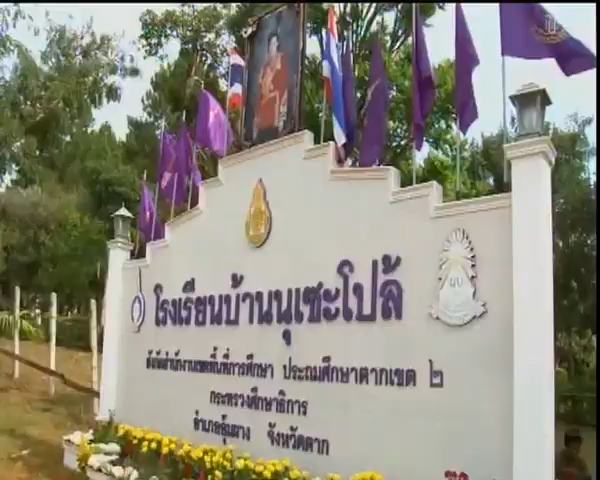 โรงเรียนบ้านนุเซะโปล้
สังกัดสำนักงานเขตพื้นที่การศึกษา ประถมศึกษาตากเขต ๒
กระทรวงศึกษาธิการ
อำเภออุ้มผาง จังหวัดตาก